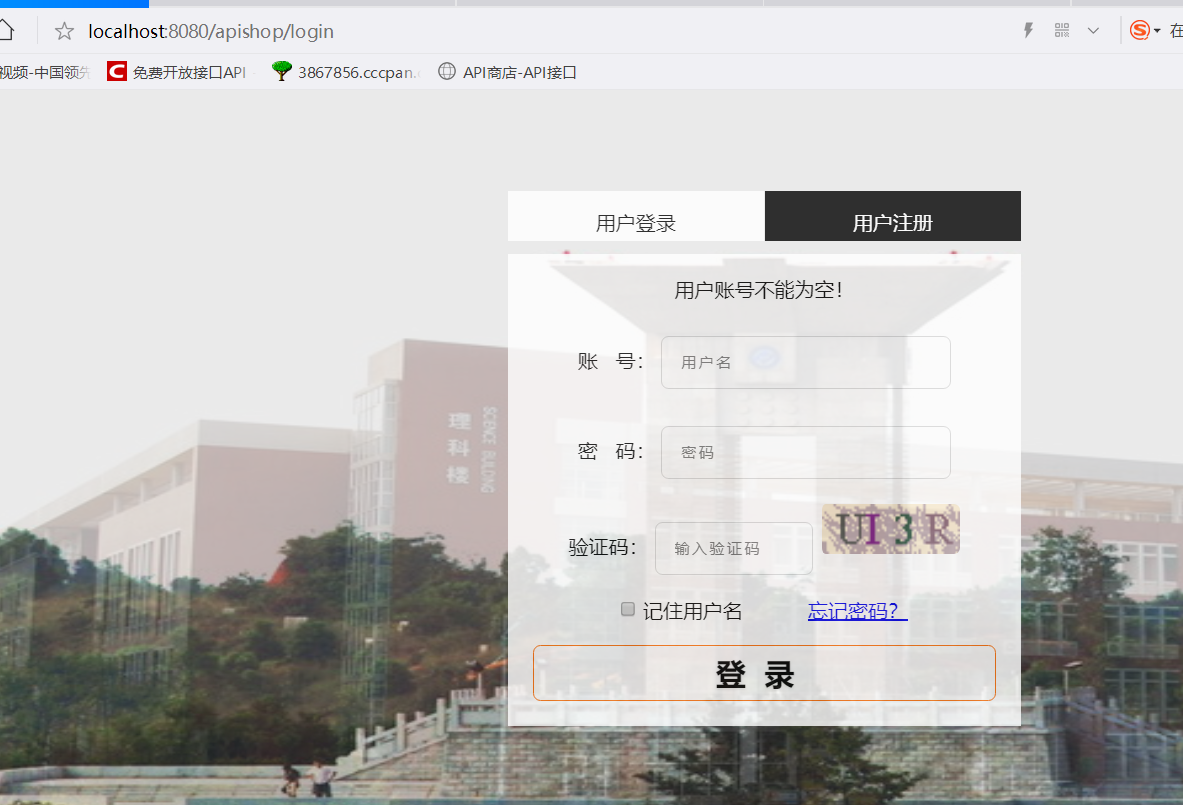 localhost:8080/apishop/login
在
视频-中国领先
免费开放接口API
3867856.cccpan.
API商店-API接口
用户登录
用户注册
用户账号不能为空！
账 号：
用户名
密 码：
密码
验证码：
输入验证码
UI3R
记住用户名
忘记密码？
登 录
理科楼
SCIENCE BUILDING